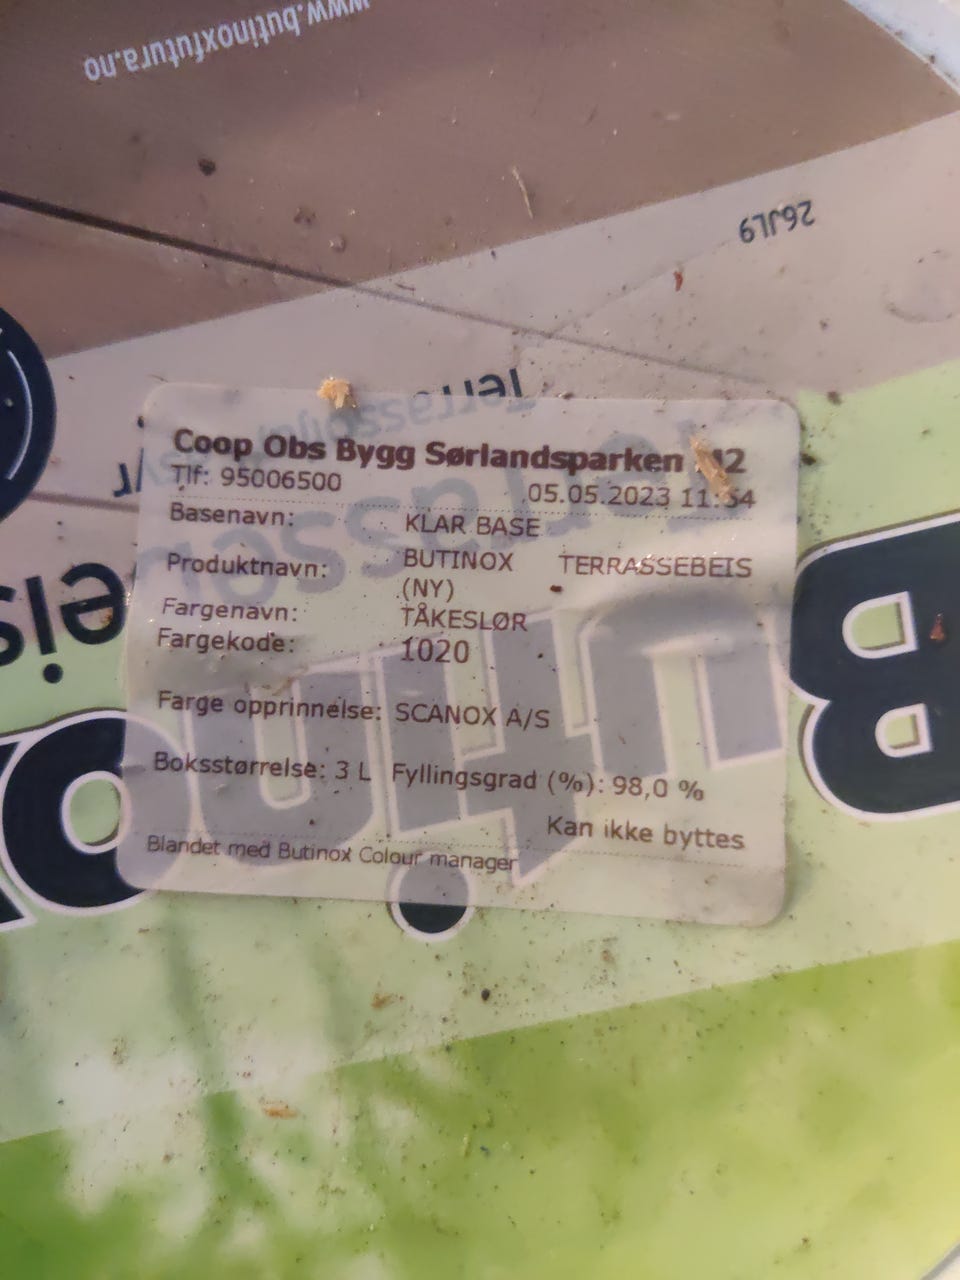 www.butinoxfutura.no
26JL9
Coop Obs Bygg Sørlandsparken
Tlf: 95006500
05.05.2023
Basenavn: KLAR BASE
Produktnavn: BUTINOX TERRASSEBEIS
(NY)
Fargenavn: TÅKESLØR
Fargekode: 1020
Farge opprinnelse: SCANOX A/S
Boksstørrelse: 3 L Fyllingsgrad (%): 98,0 %
Kan ikke byttes
Blandet med Butinox Colour manager
Butinox